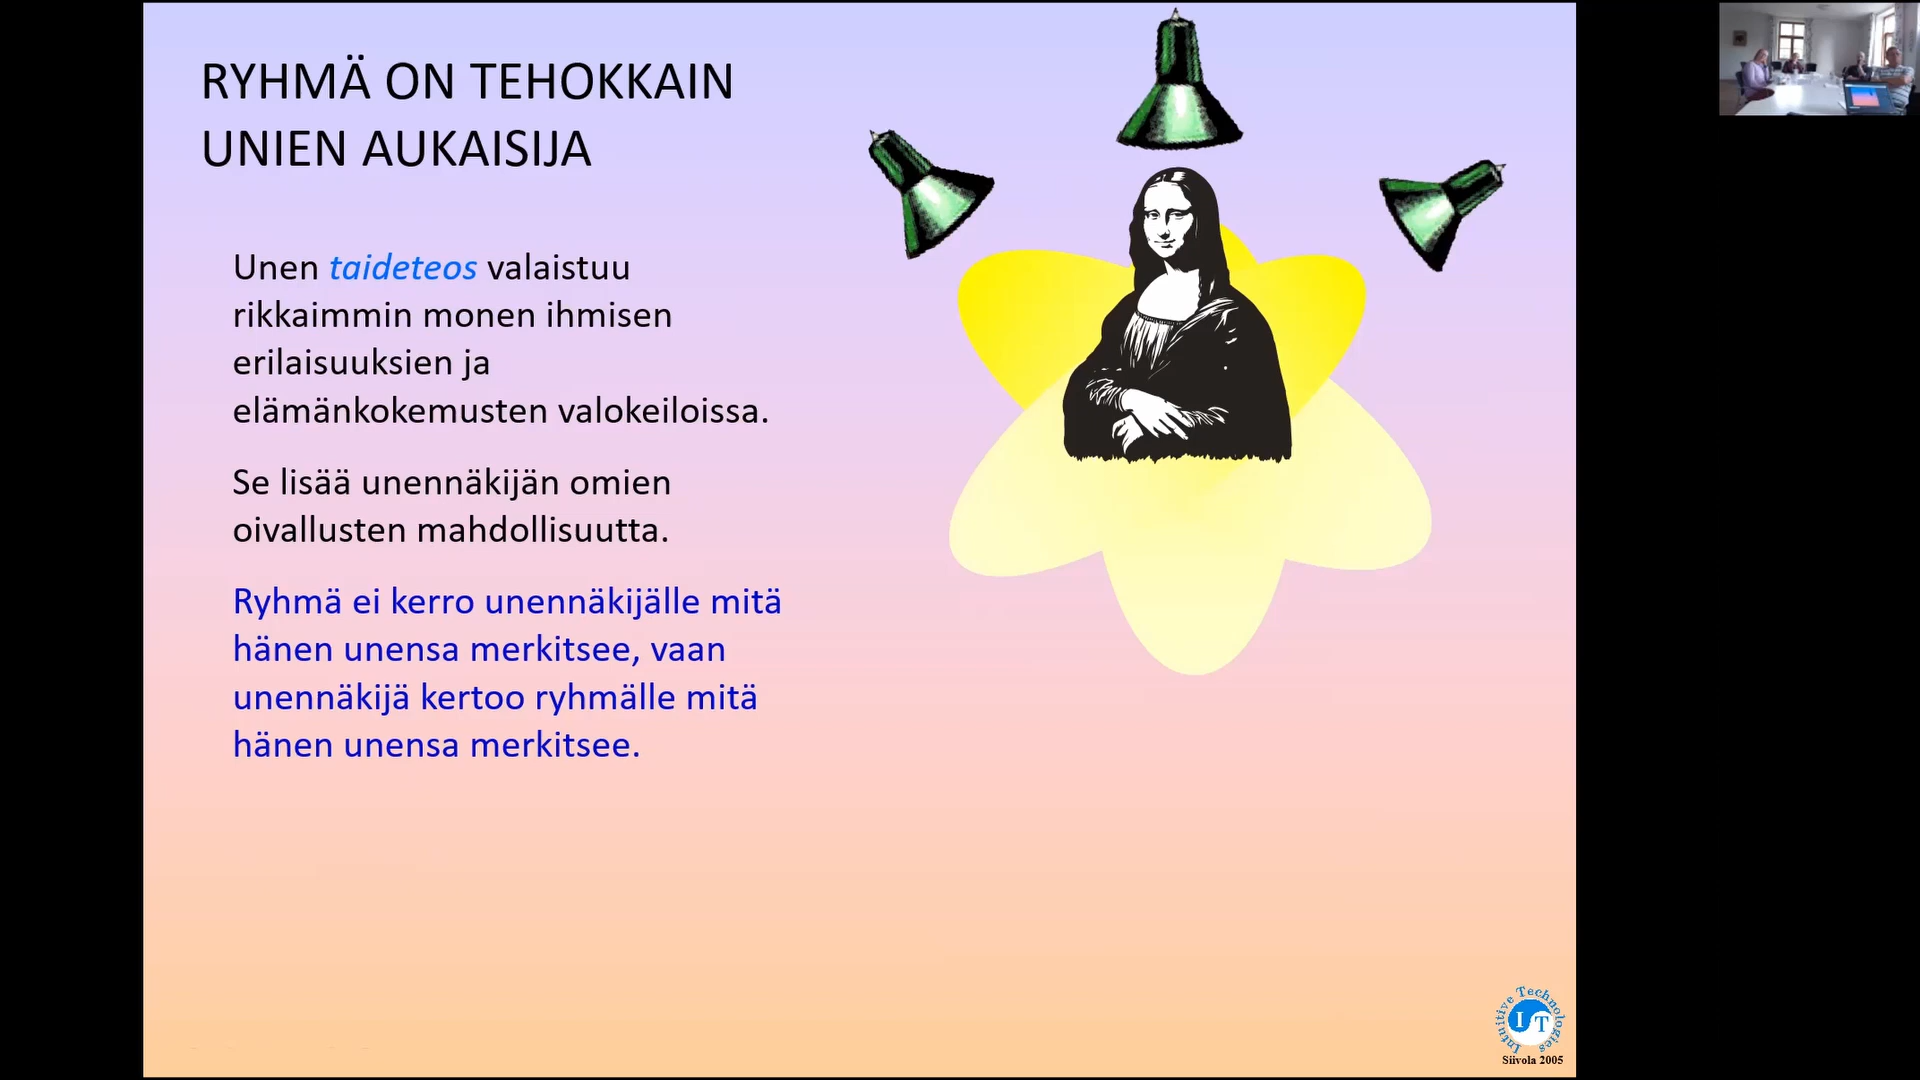 RYHMÄ ON TEHOKKAIN
UNIEN AUKAISIJA
Unen taideteos valaistuu
rikkaimmin monen ihmisen
erilaisuuksien ja
elämänkokemusten valokeiloissa.
Se lisää unennäkijän omien
oivallusten mahdollisuutta.
Ryhmä ei kerro unennäkijälle mitä
hänen unensa merkitsee, vaan
unennäkijä kertoo ryhmälle mitä
hänen unensa merkitsee.
Intuitive Technologies
IT
Siivola 2005